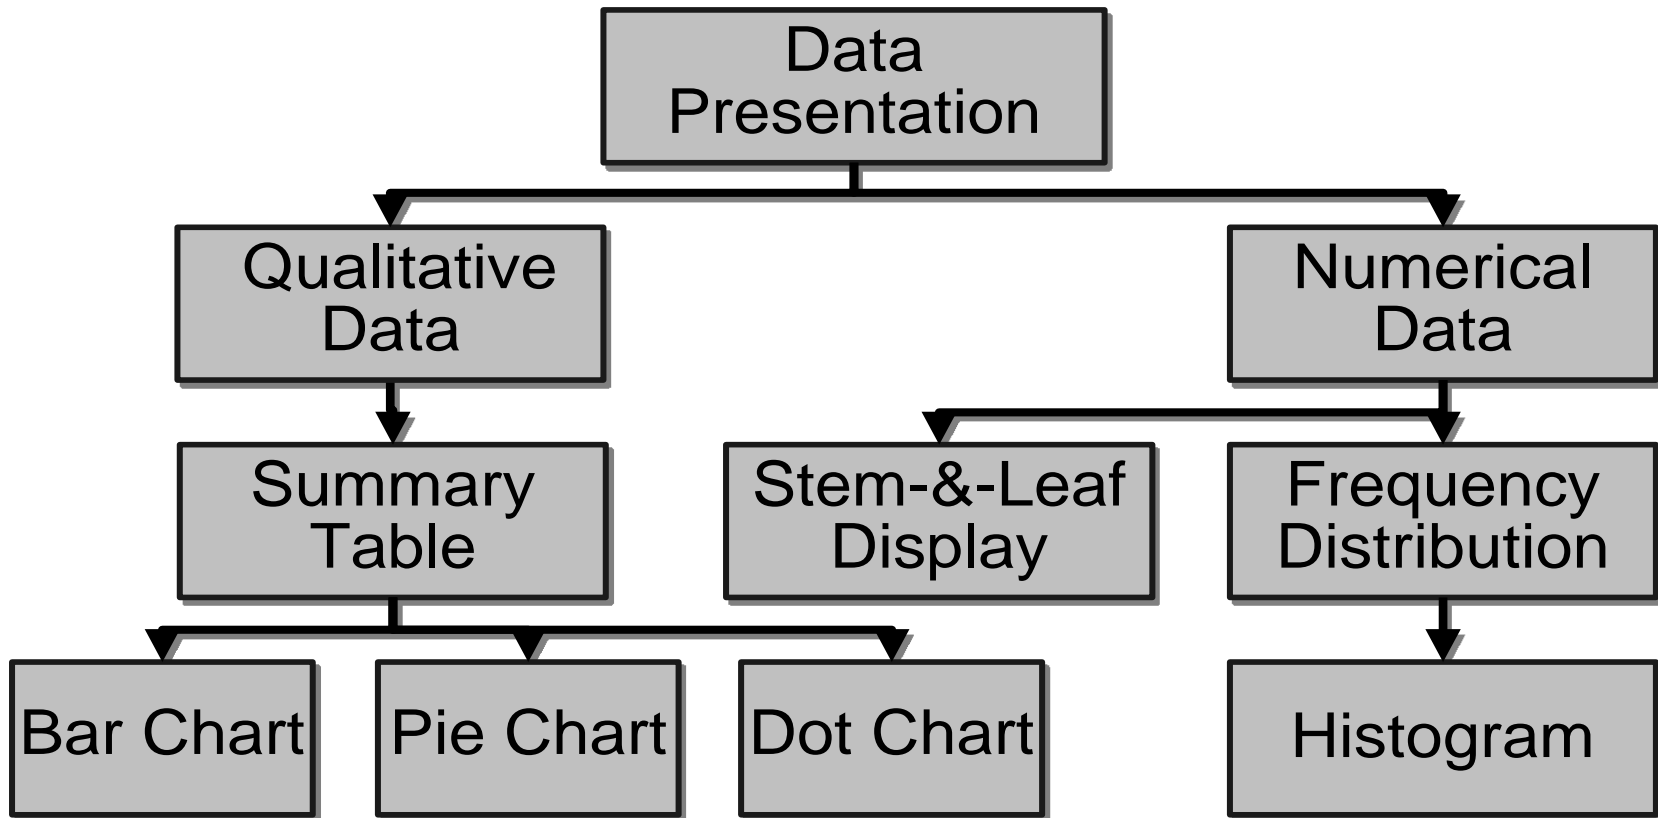 Data
Presentation
Qualitative
Data
Numerical
Data
Summary
Table
Stem-&-Leaf
Display
Frequency
Distribution
Bar Chart
Pie Chart
Dot Chart
Histogram